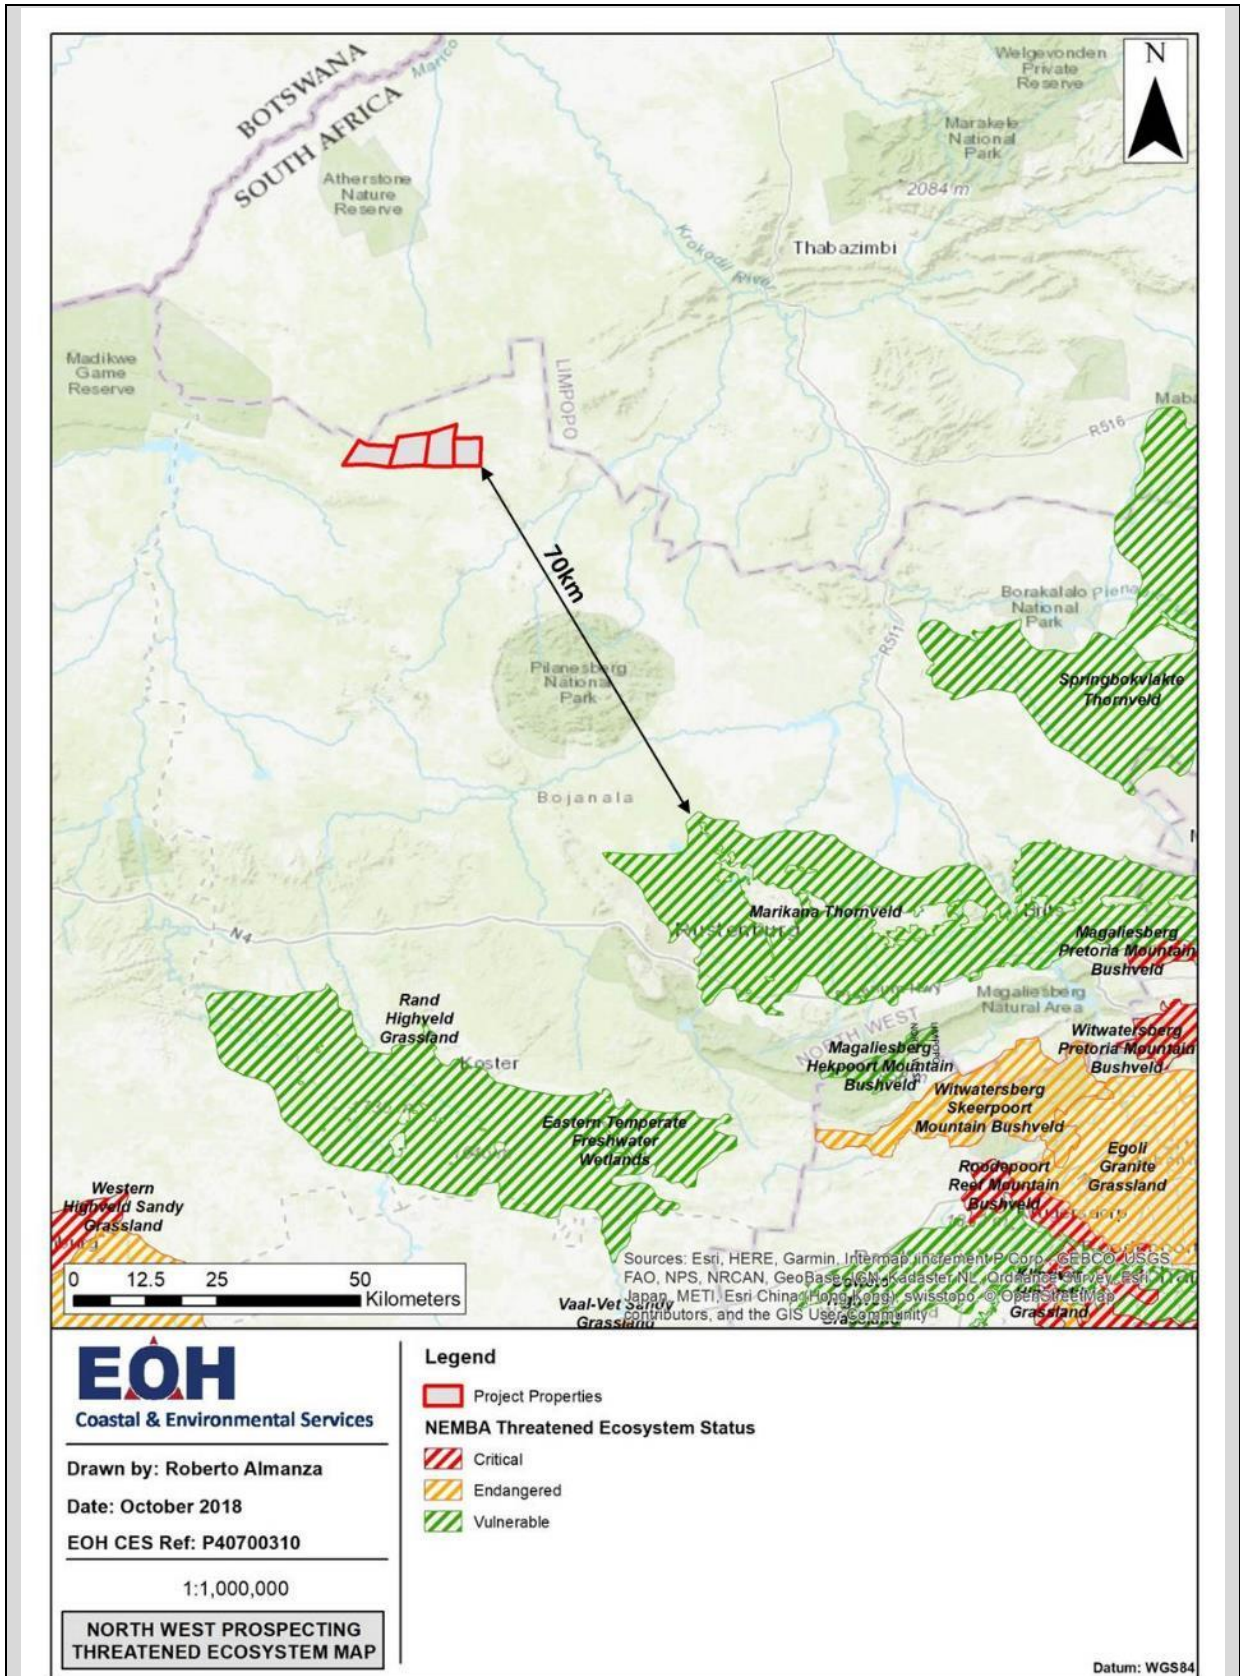 BOTSWANA
SOUTH AFRICA
Marico
Welgevonden
Private
Reserve
N
Marakele
National
Park
2084 m
Atherstone
Nature
Reserve
Krokodil River
Thabazimbi
Madikwe
Game
Reserve
LIMPOPO
R516
70km
Borakalalo
National
Park
R511
Pilanesberg
National
Park
Springbokvlakte
Thornveld
Bojanala
Marikana Thornveld
Rustenburg
Brits
N4
Magaliesberg
Pretoria Mountain
Bushveld
Magaliesberg
Natural Area
Rand
Highveld
Grassland
Koster
NORTH WEST
Magaliesberg
Hekpoort Mountain
Bushveld
Witwatersberg
Pretoria Mountain
Bushveld
Witwatersberg
Skeerpoort
Mountain Bushveld
Eastern Temperate
Freshwater
Wetlands
Egoli
Granite
Grassland
Roodepoort
Reef Mountain
Bushveld
Western
Highveld Sandy
Grassland
0 12.5 25 50
Kilometers
Vaal-Vet Sandy
Grassland
Grassland
Sources: Esri, HERE, Garmin, Intermap, increment P Corp., GEBCO, USGS,
FAO, NPS, NRCAN, GeoBase, IGN, Kadaster NL, Ordnance Survey, Esri
Japan, METI, Esri China (Hong Kong), swisstopo, © OpenStreetMap
contributors, and the GIS User Community
EOH
Coastal & Environmental Services
Drawn by: Roberto Almanza
Date: October 2018
EOH CES Ref: P40700310
1:1,000,000
NORTH WEST PROSPECTING
THREATENED ECOSYSTEM MAP
Legend
Project Properties
NEMBA Threatened Ecosystem Status
Critical
Endangered
Vulnerable
Datum: WGS84